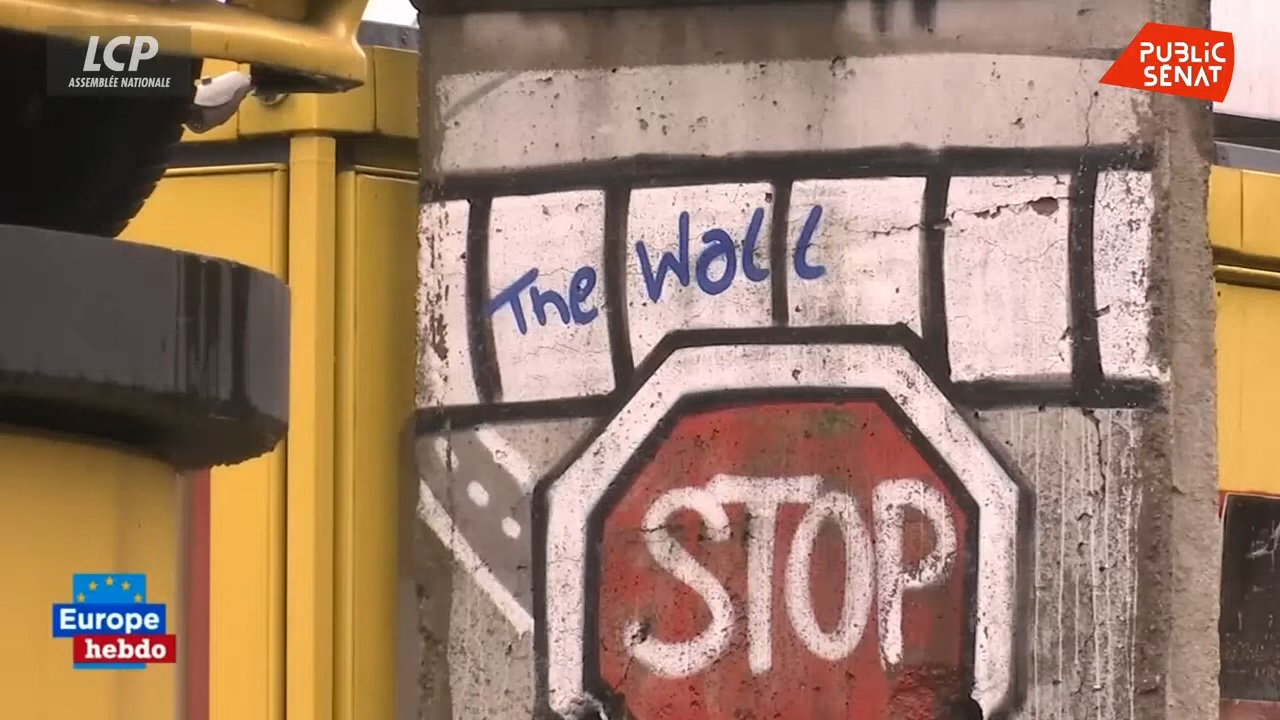 LCP
ASSEMBLÉE NATIONALE
PUBLIC
SÉNAT
The Wall
STOP
Europe
hebdo